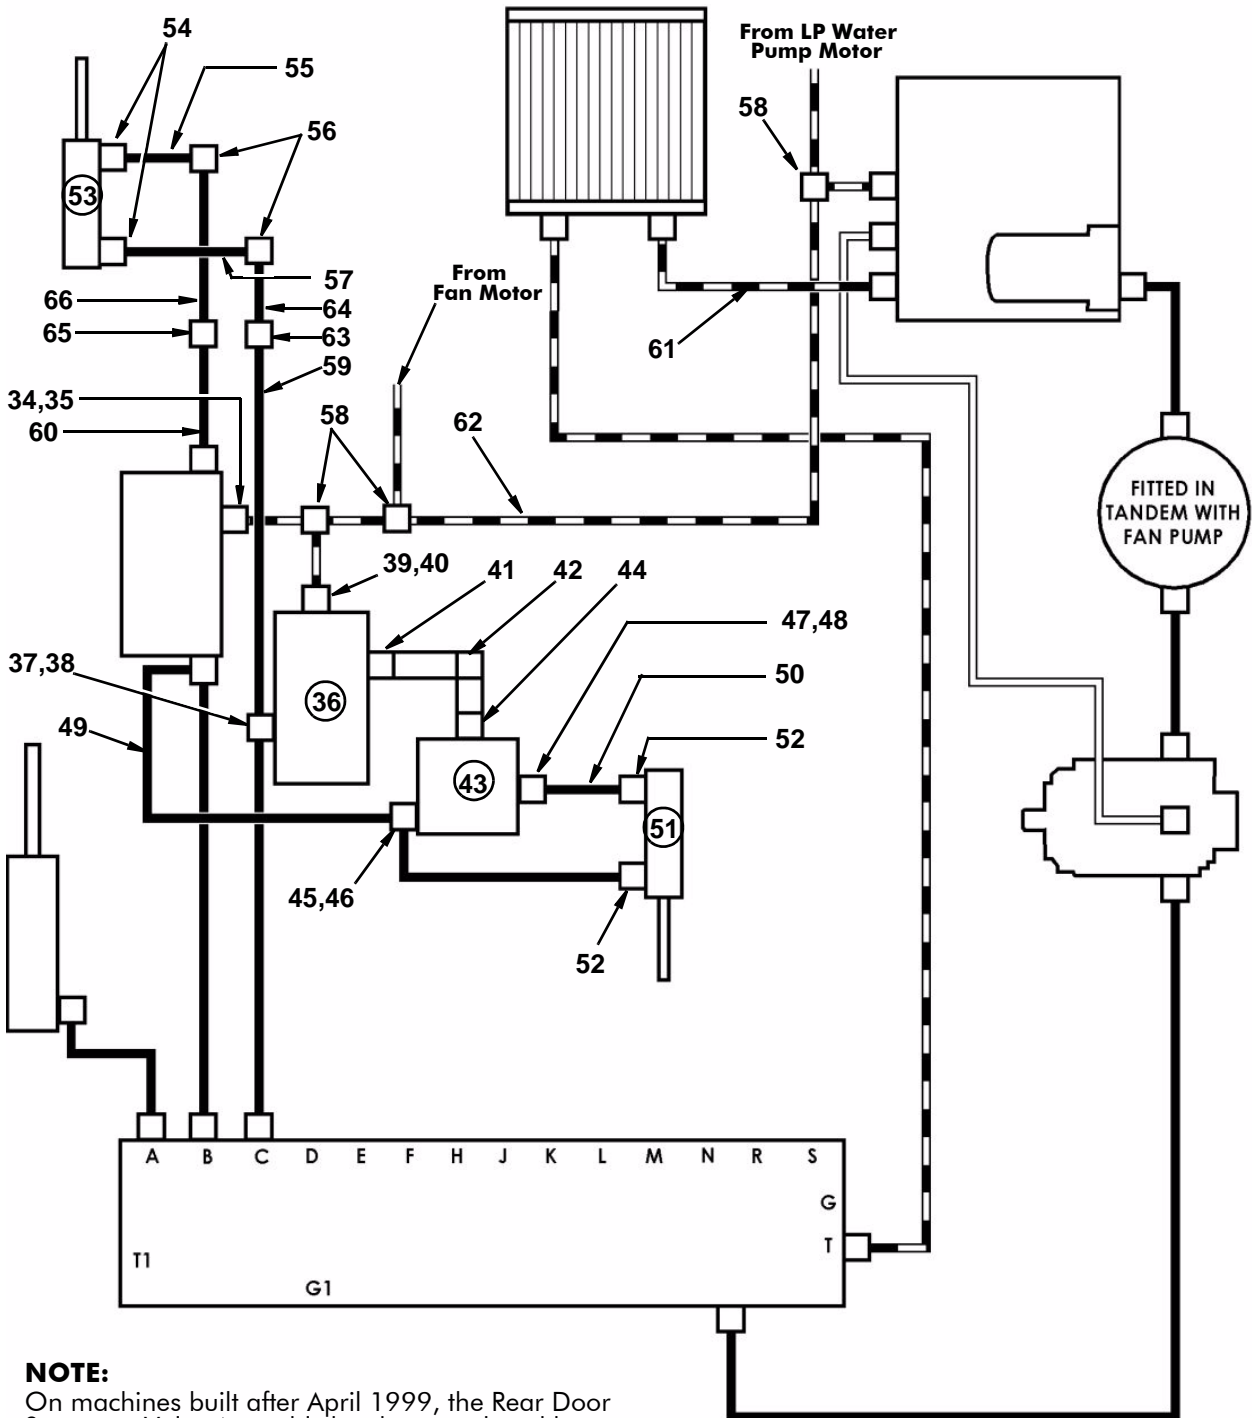 54
55
From LP Water
Pump Motor
58
56
53
57
From
Fan Motor
66
64
65
63
61
59
34,35
58
62
60
FITTED IN
TANDEM WITH
FAN PUMP
39,40
41
42
44
47,48
37,38
50
36
49
52
43
51
45,46
52
A B C D E F H J K L M N R S
G
T
T1
G1
NOTE:
On machines built after April 1999, the Rear Door